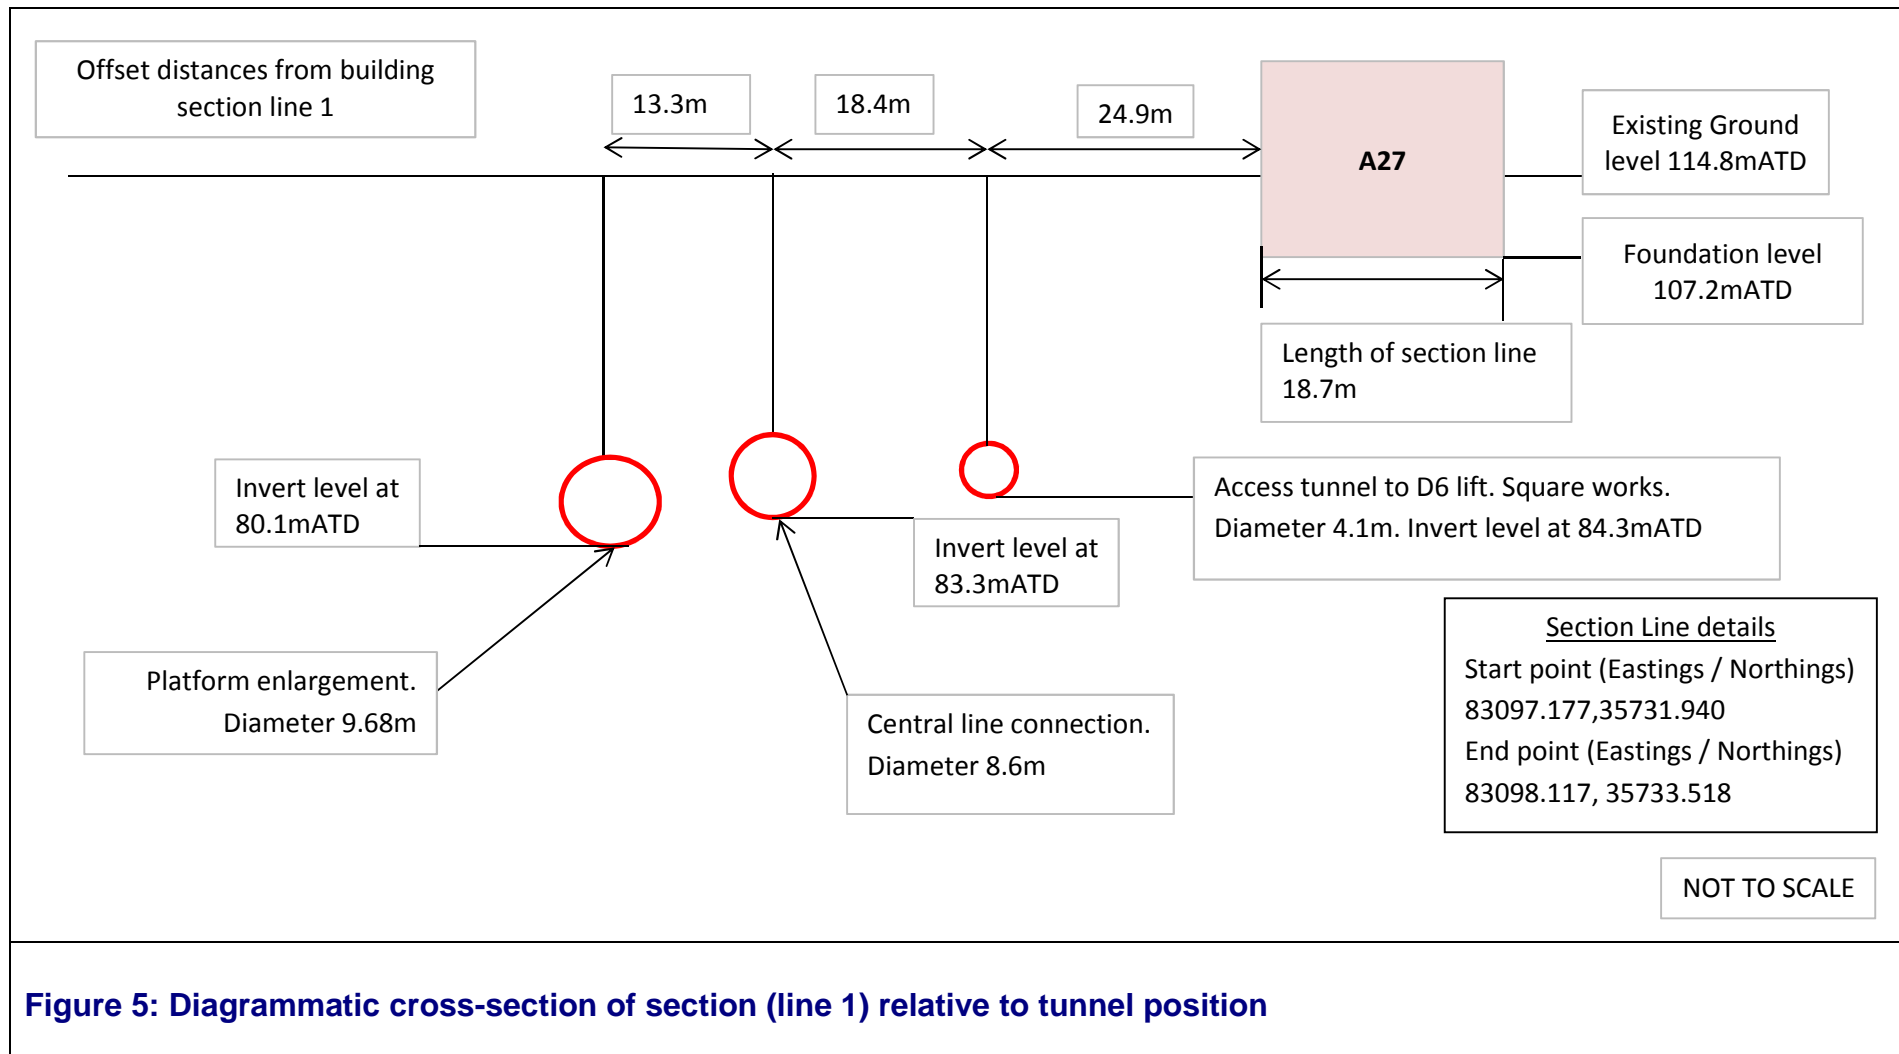 Offset distances from building
section line 1
13.3m
18.4m
24.9m
A27
Existing Ground
level 114.8mATD
Foundation level
107.2mATD
Length of section line
18.7m
Invert level at
80.1mATD
Invert level at
83.3mATD
Access tunnel to D6 lift. Square works.
Diameter 4.1m. Invert level at 84.3mATD
Platform enlargement.
Diameter 9.68m
Central line connection.
Diameter 8.6m
Section Line details
Start point (Eastings / Northings)
83097.177,35731.940
End point (Eastings / Northings)
83098.117, 35733.518
NOT TO SCALE
Figure 5: Diagrammatic cross-section of section (line 1) relative to tunnel position